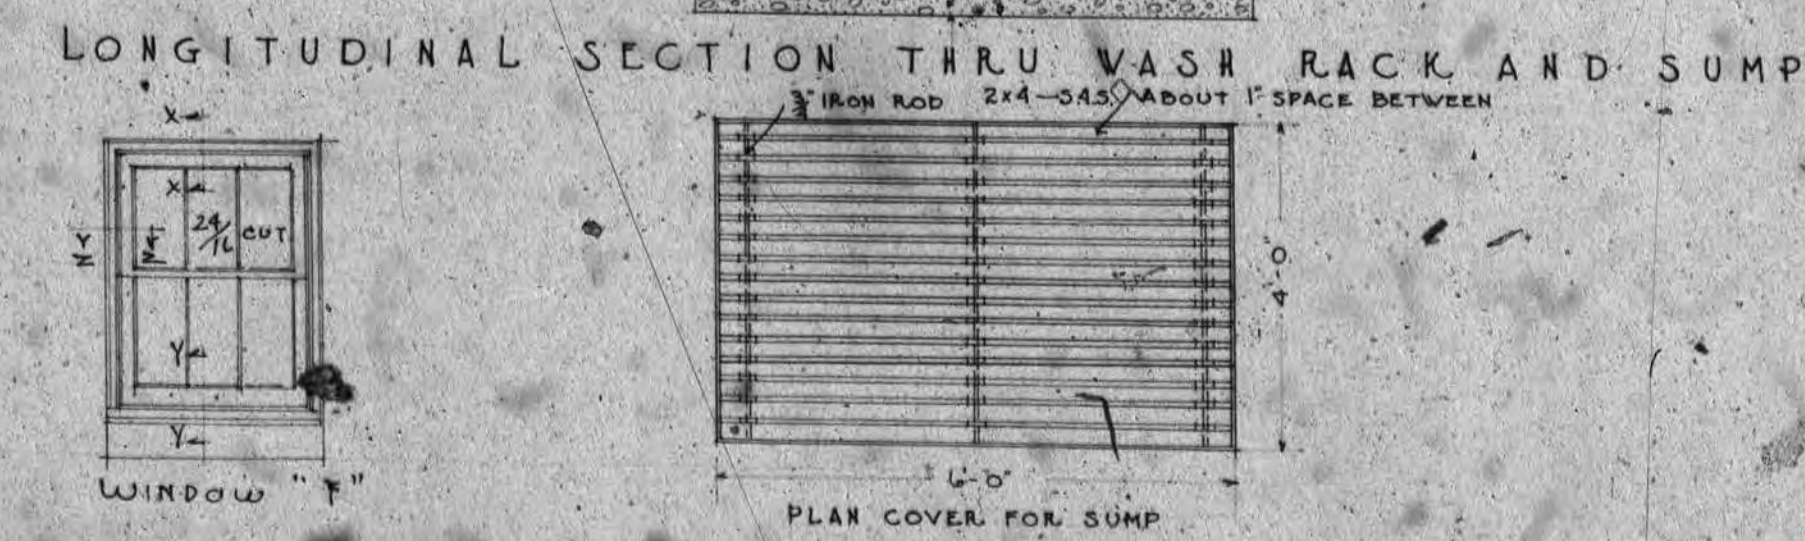 LONGITUDINAL SECTION THRU WASH RACK AND SUMP
3/4" IRON ROD 2x4-S4S ABOUT 1" SPACE BETWEEN
X
X
24/16 CUT
Z
Z
Y
Y
4'-0"
6'-0"
WINDOW "F"
PLAN COVER FOR SUMP